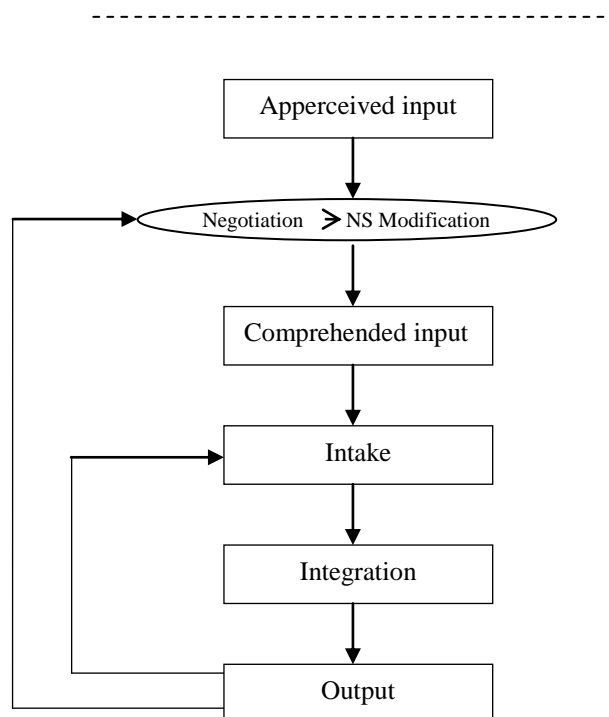 Apperceived input
Negotiation > NS Modification
Comprehended input
Intake
Integration
Output